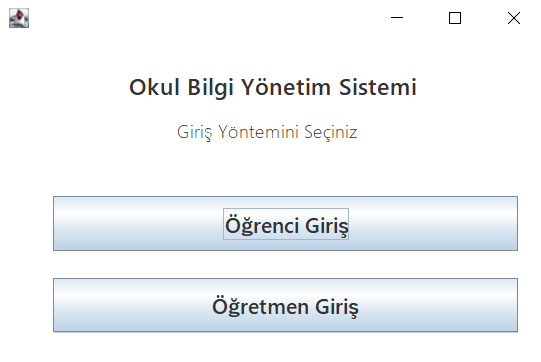 Okul Bilgi Yönetim Sistemi
Giriş Yöntemini Seçiniz
Öğrenci Giriş
Öğretmen Giriş